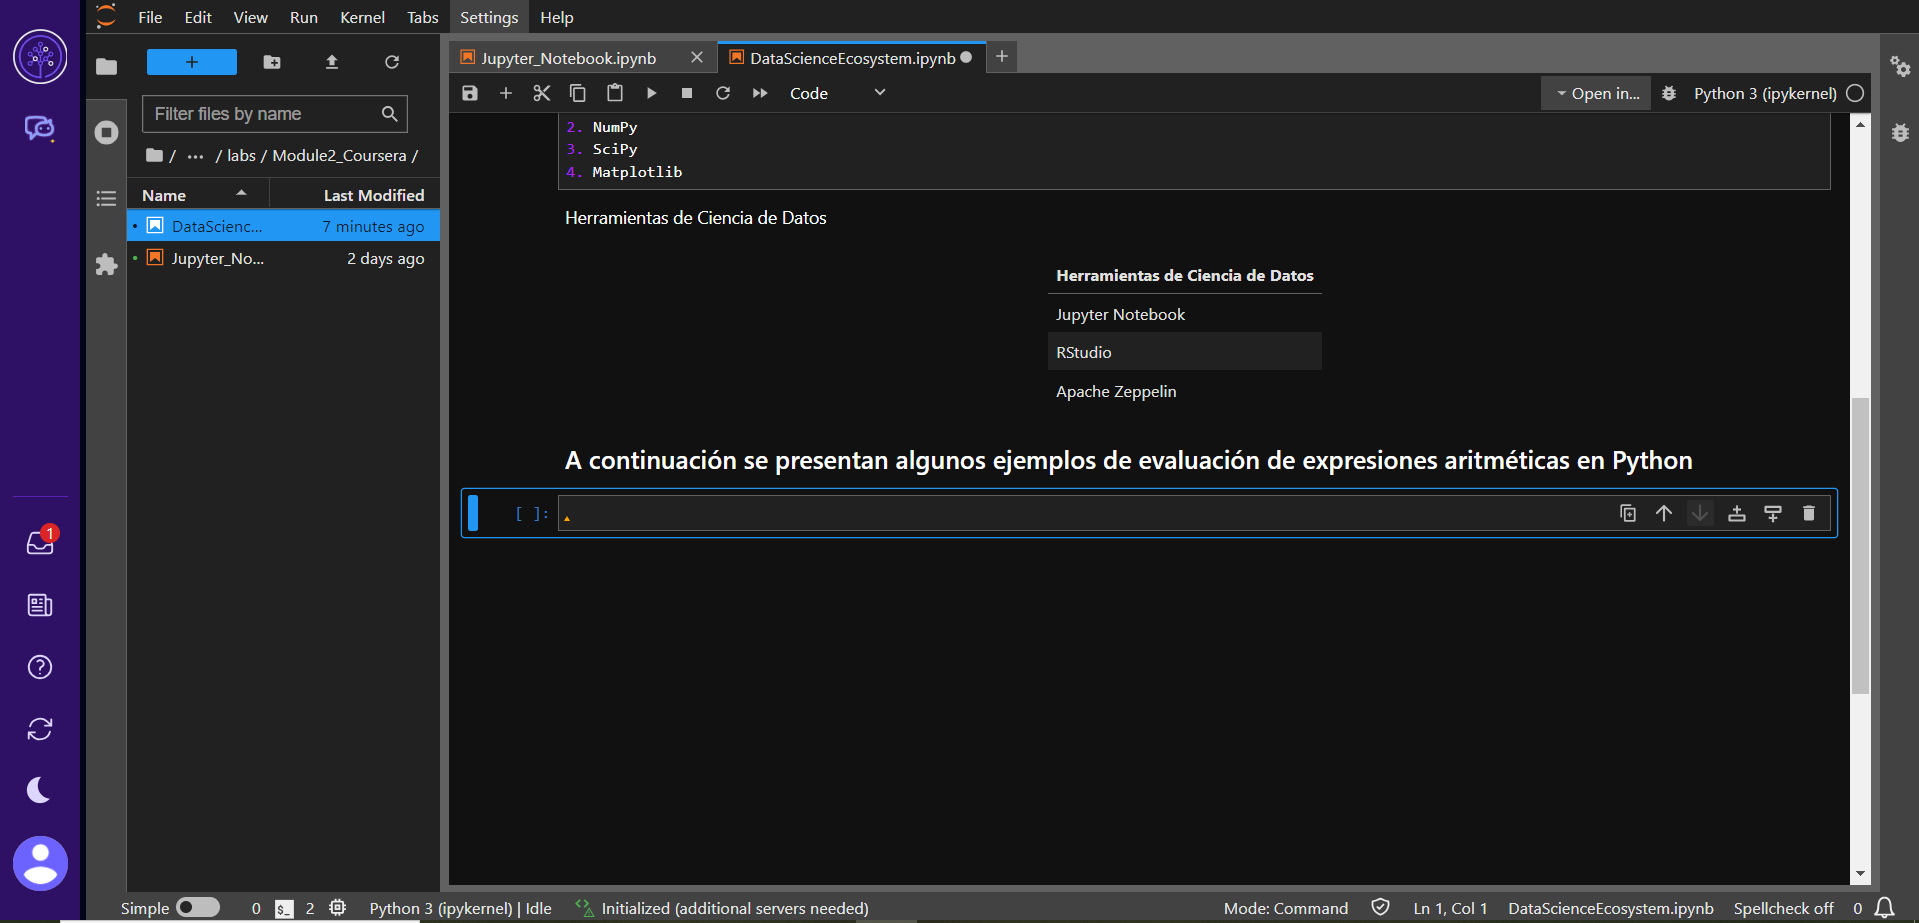 File Edit View Run Kernel Tabs Settings Help
Jupyter_Notebook.ipynb
DataScienceEcosystem.ipynb
Code
Open in...
Python 3 (ipykernel)
Filter files by name
/ ... / labs / Module2_Coursera /
Name Last Modified
DataScienc... 7 minutes ago
Jupyter_No... 2 days ago
2. NumPy
3. SciPy
4. Matplotlib
Herramientas de Ciencia de Datos
Herramientas de Ciencia de Datos
Jupyter Notebook
RStudio
Apache Zeppelin
A continuación se presentan algunos ejemplos de evaluación de expresiones aritméticas en Python
[ ]:
1
Simple 0 $_ 2 Python 3 (ipykernel) | Idle Initialized (additional servers needed) Mode: Command Ln 1, Col 1 DataScienceEcosystem.ipynb Spellcheck off 0